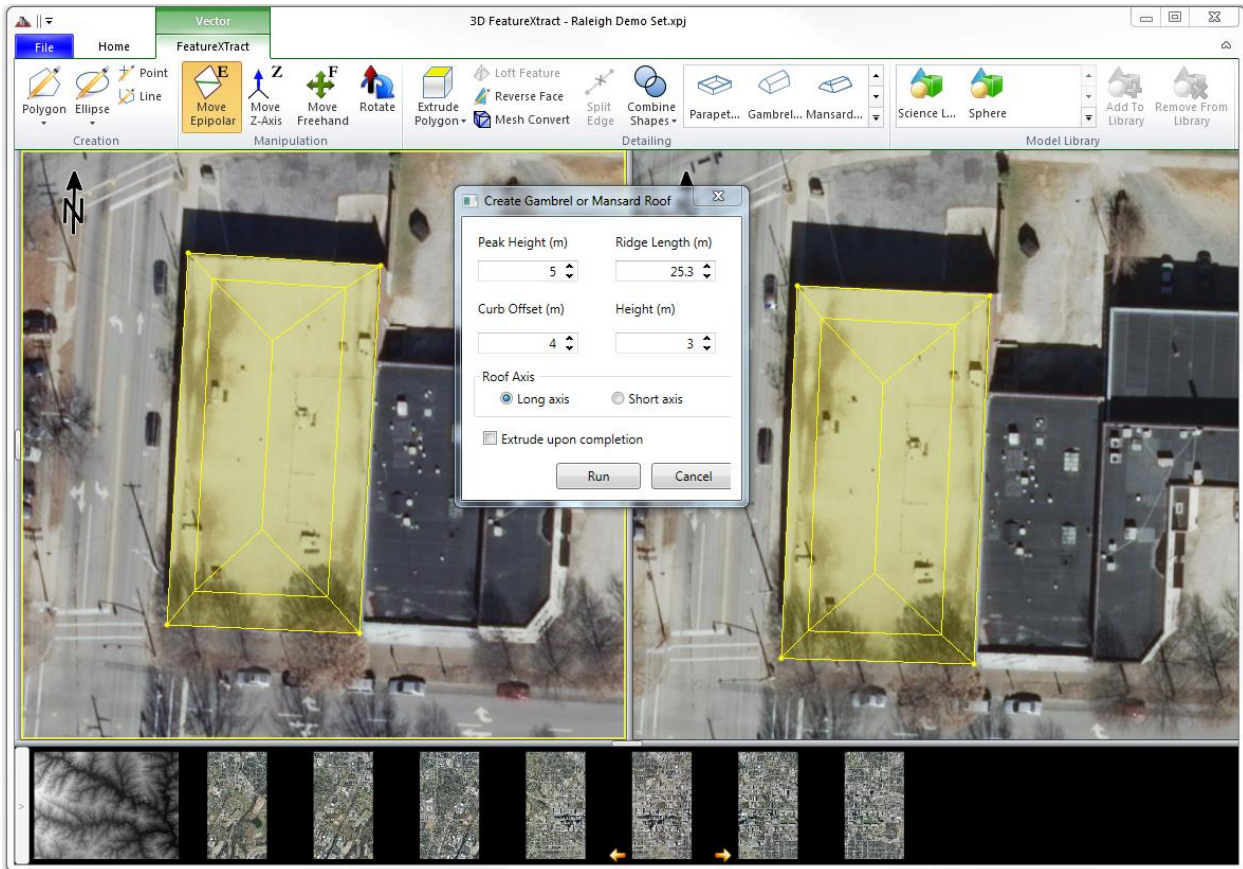 Vector
3D FeatureXtract - Raleigh Demo Set.xpj
File
Home
FeatureXTract
Polygon
Ellipse
Point
Line
Creation
E
Move Epipolar
Z
Move Z-Axis
F
Move Freehand
Rotate
Manipulation
Extrude Polygon
Loft Feature
Reverse Face
Mesh Convert
Split Edge
Combine Shapes
Parapet...
Gambrel...
Mansard...
Detailing
Science L...
Sphere
Add To Library
Remove From Library
Model Library
N
Create Gambrel or Mansard Roof
Peak Height (m)
Ridge Length (m)
5
25.3
Curb Offset (m)
Height (m)
4
3
Roof Axis
Long axis
Short axis
Extrude upon completion
Run
Cancel